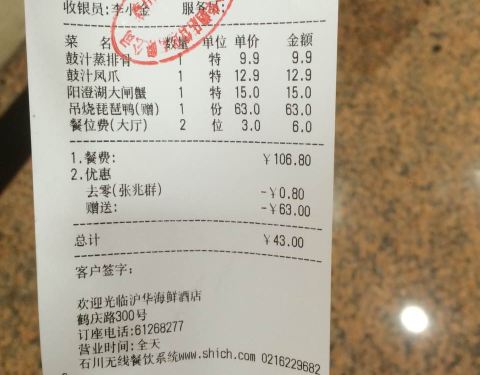 收银员:李小金 服务员:
菜 名 数量 单位 单价 金额
豉汁蒸排骨 1 特 9.9 9.9
豉汁凤爪 1 特 12.9 12.9
阳澄湖大闸蟹 1 特 15.0 15.0
吊烧琵琶鸭(赠) 1 份 63.0 63.0
餐位费(大厅) 2 位 3.0 6.0
1.餐费: ￥106.80
2.优惠
去零(张兆群) -￥0.80
赠送: -￥63.00
总计 ￥43.00
客户签字:
欢迎光临沪华海鲜酒店
鹤庆路300号
订座电话:61268277
营业时间:全天
石川无线餐饮系统www.shich.com 0216229682